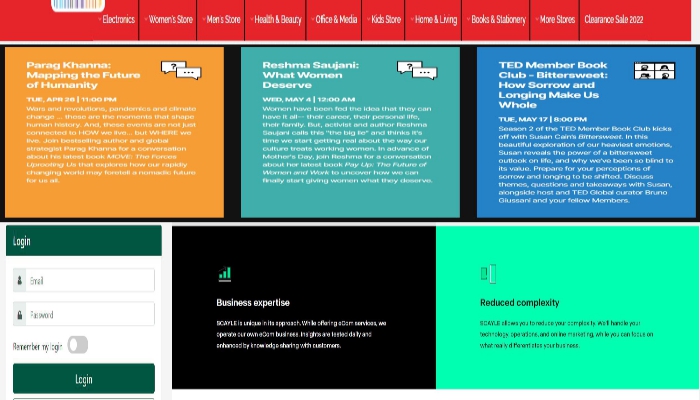 Electronics
Women's Store
Men's Store
Health & Beauty
Office & Media
Kids Store
Home & Living
Books & Stationery
More Stores
Clearance Sale 2022
Parag Khanna:
Mapping the Future
of Humanity
TUE, APR 26 | 11:00 PM
Wars and revolutions, pandemics and climate
change ... these are the moments that shape
human history. And, these events are not just
connected to HOW we live... but WHERE we
live. Join bestselling author and global
strategist Parag Khanna for a conversation
about his latest book MOVE: The Forces
Uprooting Us that explores how our rapidly
changing world may foretell a nomadic future
for us all.
Reshma Saujani:
What Women
Deserve
WED, MAY 4 | 12:00 AM
Women have been fed the idea that they can
have it all-- their career, their personal life,
their family. But, activist and author Reshma
Saujani calls this "the big lie" and thinks it's
time we start getting real about the way our
culture treats working women. In advance of
Mother's Day, join Reshma for a conversation
about her latest book Pay Up: The Future of
Women and Work to uncover how we can
finally start giving women what they deserve.
TED Member Book
Club - Bittersweet:
How Sorrow and
Longing Make Us
Whole
TUE, MAY 17 | 8:00 PM
Season 2 of the TED Member Book Club kicks
off with Susan Cain's Bittersweet. In this
beautiful exploration of our heaviest emotions,
Susan reveals the power of a bittersweet
outlook on life, and why we've been so blind to
its value. Prepare for your perceptions of
sorrow and longing to be shifted. Discuss
themes, questions and takeaways with Susan,
alongside host and TED Global curator Bruno
Giussani and your fellow Members.
Login
Email
Password
Remember my login
Login
Business expertise
SCAYLE is unique in its approach. While offering eCom services, we
operate our own eCom business. Insights are tested daily and
enhanced by knowledge sharing with customers.
Reduced complexity
SCAYLE allows you to reduce your complexity. We'll handle your
technology, operations, and online marketing, while you can focus on
what really differentiates your business.